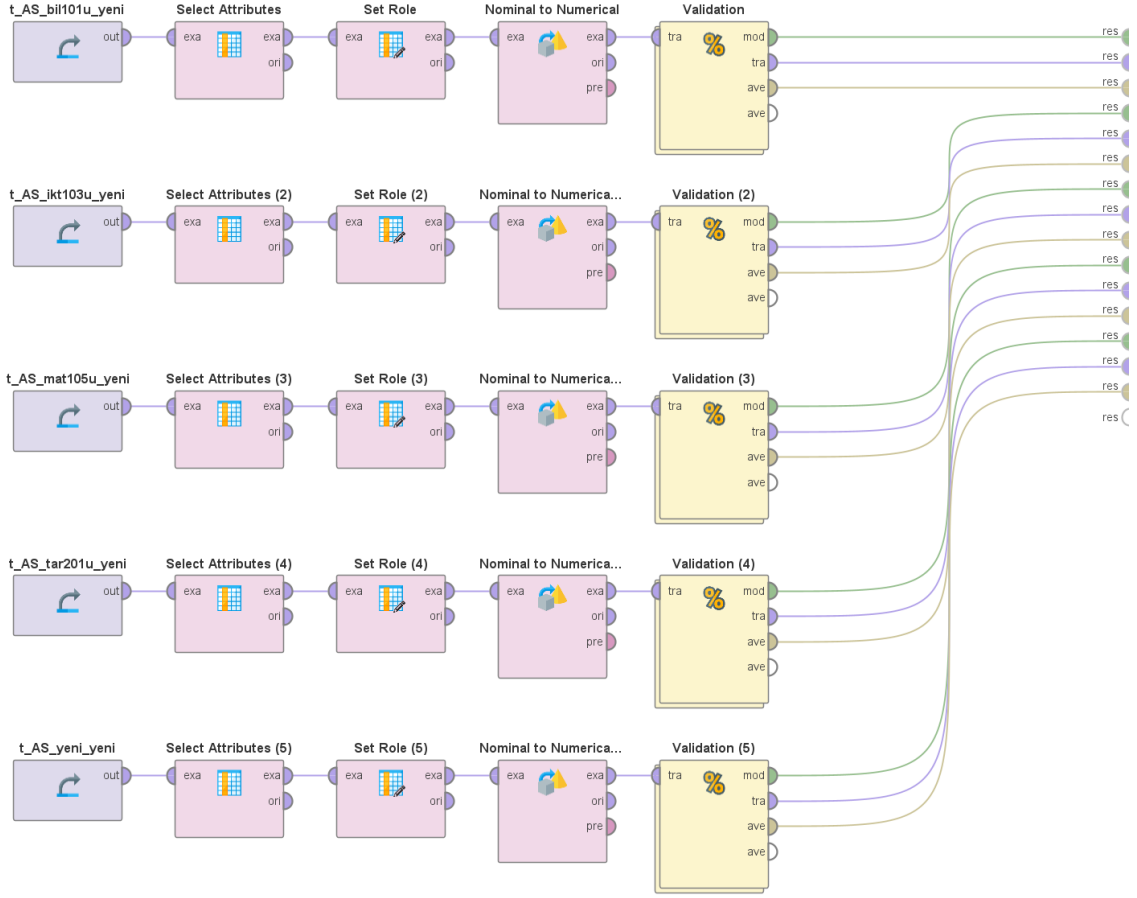 t_AS_bil101u_yeni Select Attributes Set Role Nominal to Numerical Validation
out exa exa exa exa exa exa tra mod res
ori ori ori tra res
pre ave res
ave res
res
res
t_AS_ikt103u_yeni Select Attributes (2) Set Role (2) Nominal to Numerica... Validation (2)
res
out exa exa exa exa exa exa tra mod res
ori ori ori tra res
pre ave res
ave res
res
res
t_AS_mat105u_yeni Select Attributes (3) Set Role (3) Nominal to Numerica... Validation (3)
res
out exa exa exa exa exa exa tra mod res
ori ori ori tra
pre ave
ave
t_AS_tar201u_yeni Select Attributes (4) Set Role (4) Nominal to Numerica... Validation (4)
out exa exa exa exa exa exa tra mod
ori ori ori tra
pre ave
ave
t_AS_yeni_yeni Select Attributes (5) Set Role (5) Nominal to Numerica... Validation (5)
out exa exa exa exa exa exa tra mod
ori ori ori tra
pre ave
ave